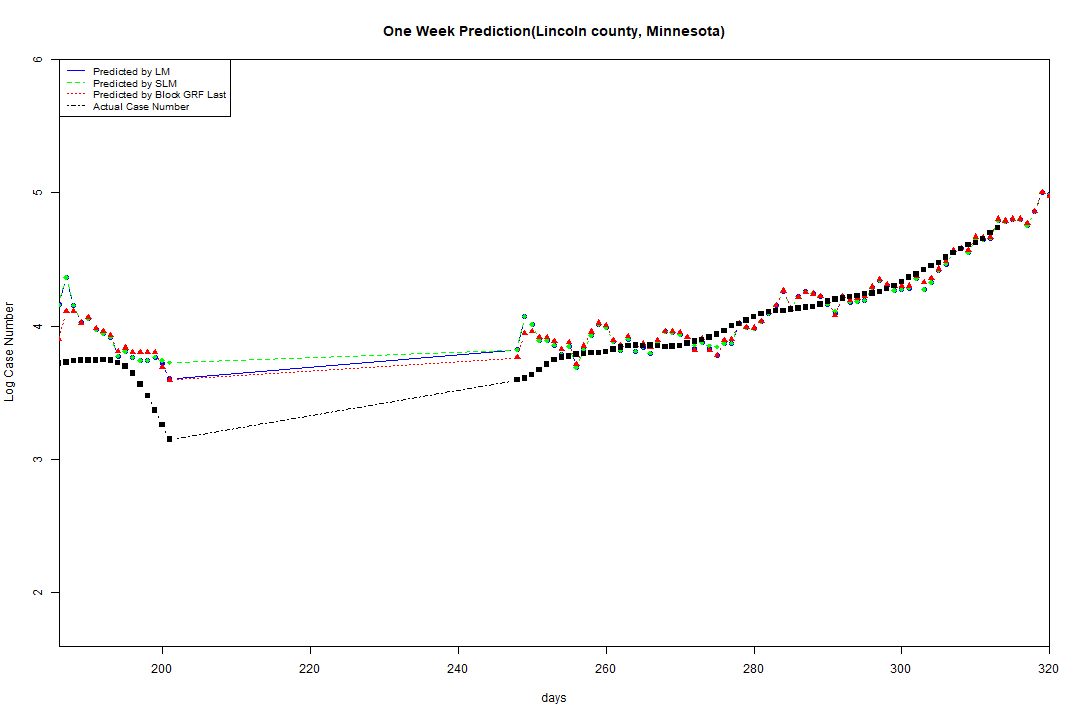 One Week Prediction(Lincoln county, Minnesota)
Predicted by LM
Predicted by SLM
Predicted by Block GRF Last
Actual Case Number
6
5
4
3
2
Log Case Number
200 220 240 260 280 300 320
days